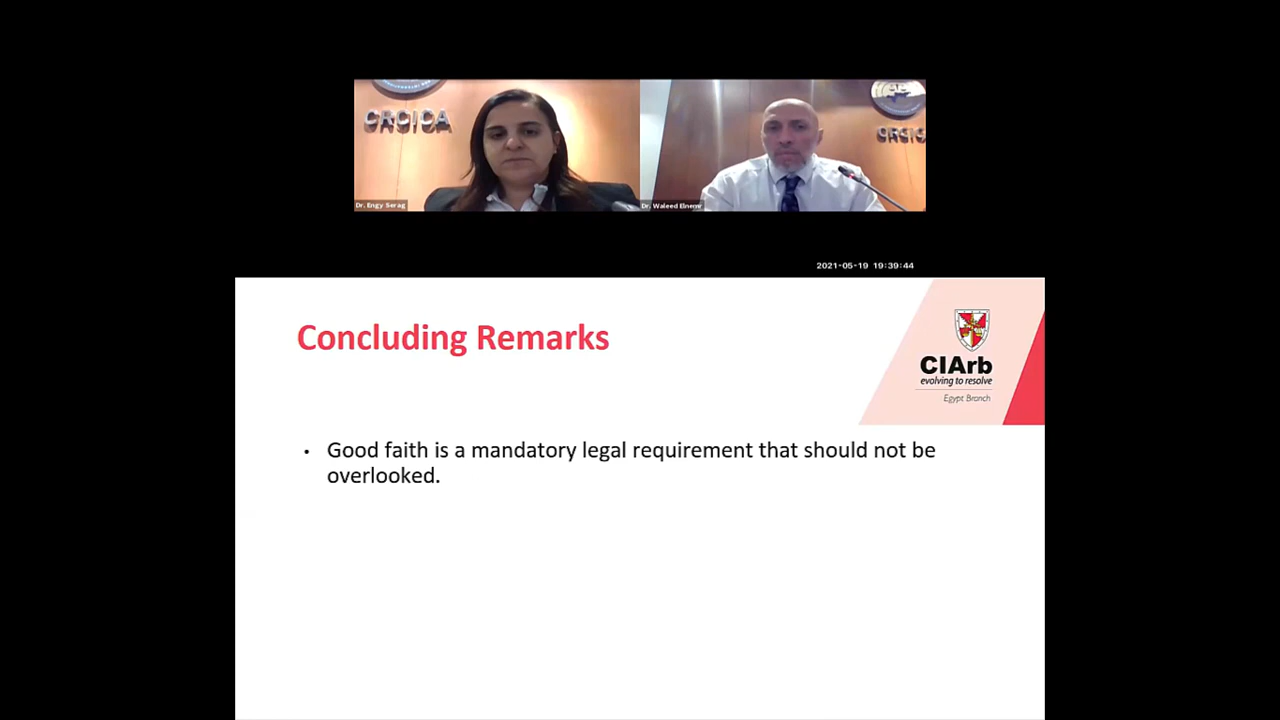 CRCICA
CRCIC
Dr. Engy Serag
Dr. Waleed Elnemr
2021-05-19 19:39:44
Concluding Remarks
CIArb
evolving to resolve
Egypt Branch
• Good faith is a mandatory legal requirement that should not be
overlooked.